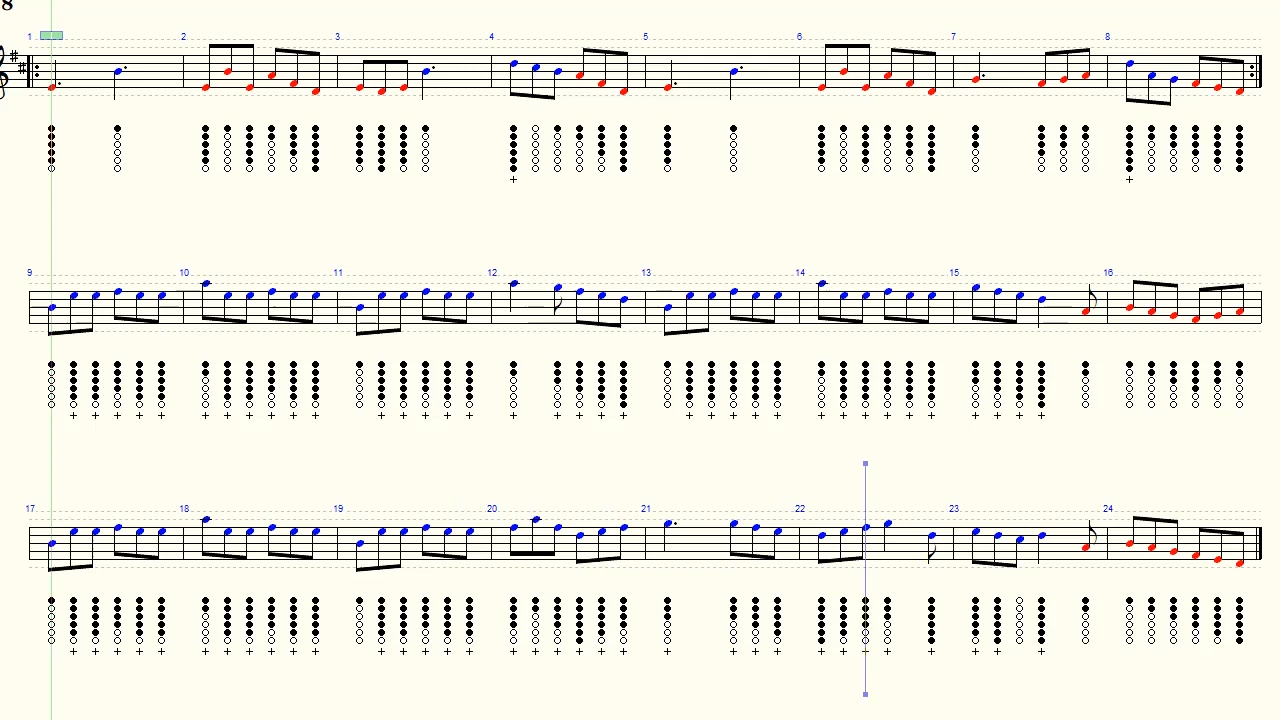 8
1 2 3 4 5 6 7 8
+ +
9 10 11 12 13 14 15 16
+ + + + + + + + + + + + + + + + + + + + + + + + + + + + + + + + + + + + +
17 18 19 20 21 22 23 24
+ + + + + + + + + + + + + + + + + + + + + + + + + + + + + + + + + + + + +